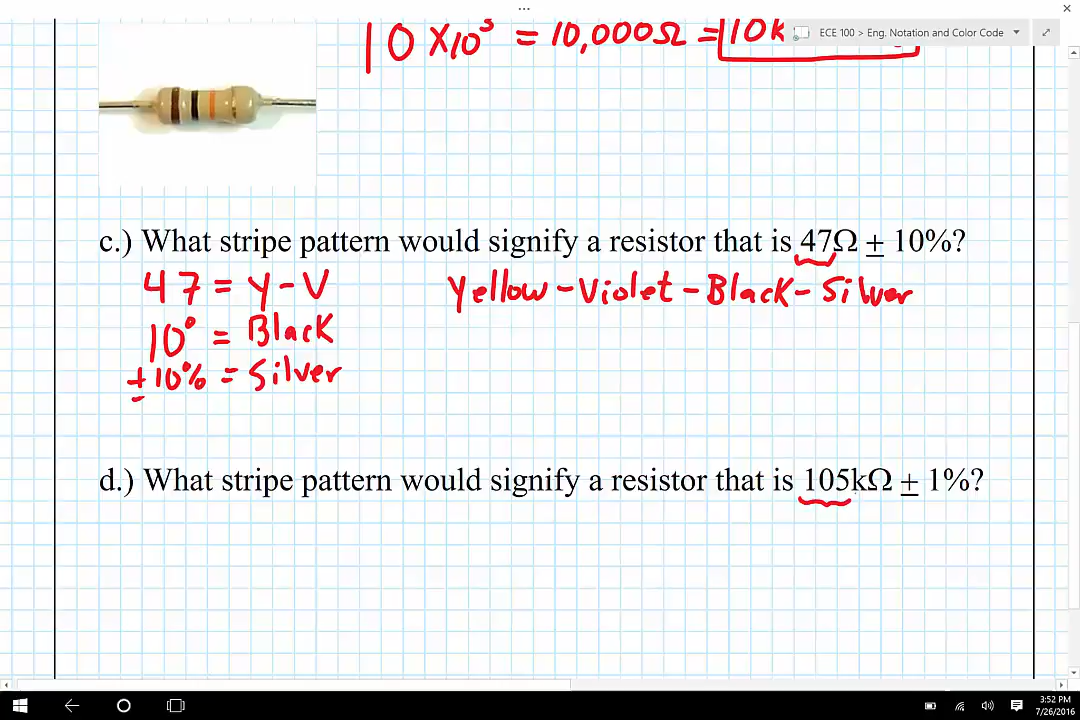 ...
10 X10³ = 10,000Ω = 10K
ECE 100 > Eng. Notation and Color Code
c.) What stripe pattern would signify a resistor that is 47Ω ± 10%?
47 = Y-V
Yellow-Violet-Black-Silver
10⁰ = Black
±10% = Silver
d.) What stripe pattern would signify a resistor that is 105kΩ ± 1%?
3:52 PM
7/26/2016